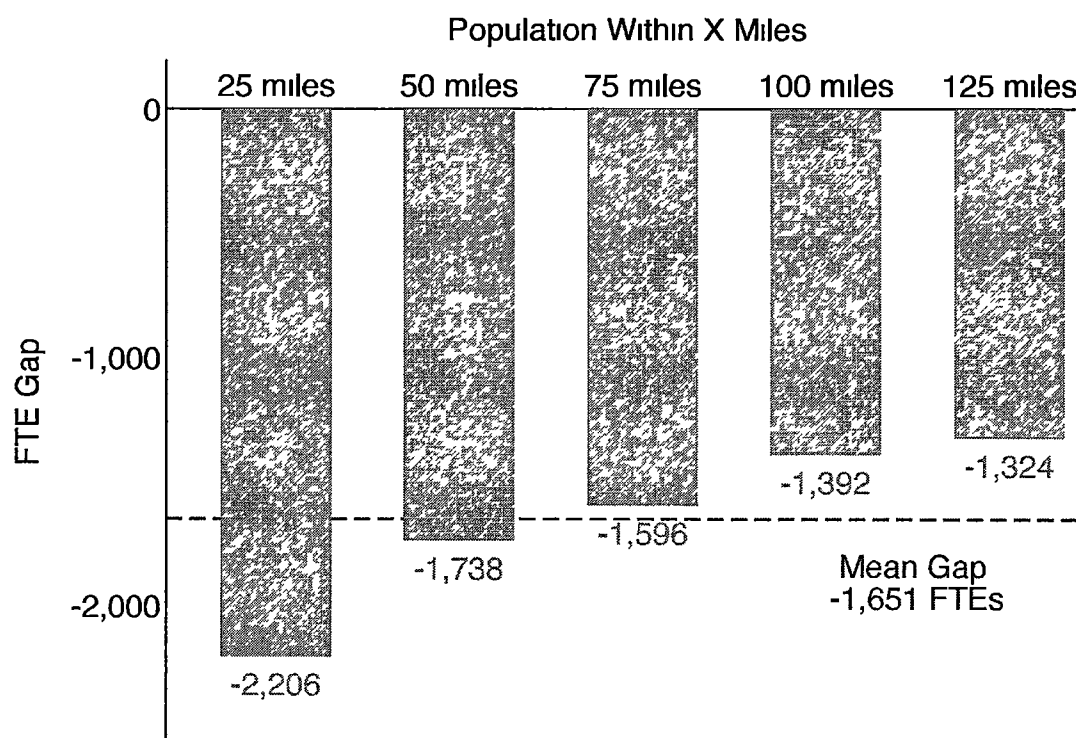 Population Within X Miles
25 miles 50 miles 75 miles 100 miles 125 miles
0
-1,000
-2,000
FTE Gap
-1,392
-1,324
-1,596
-1,738
Mean Gap
-1,651 FTEs
-2,206